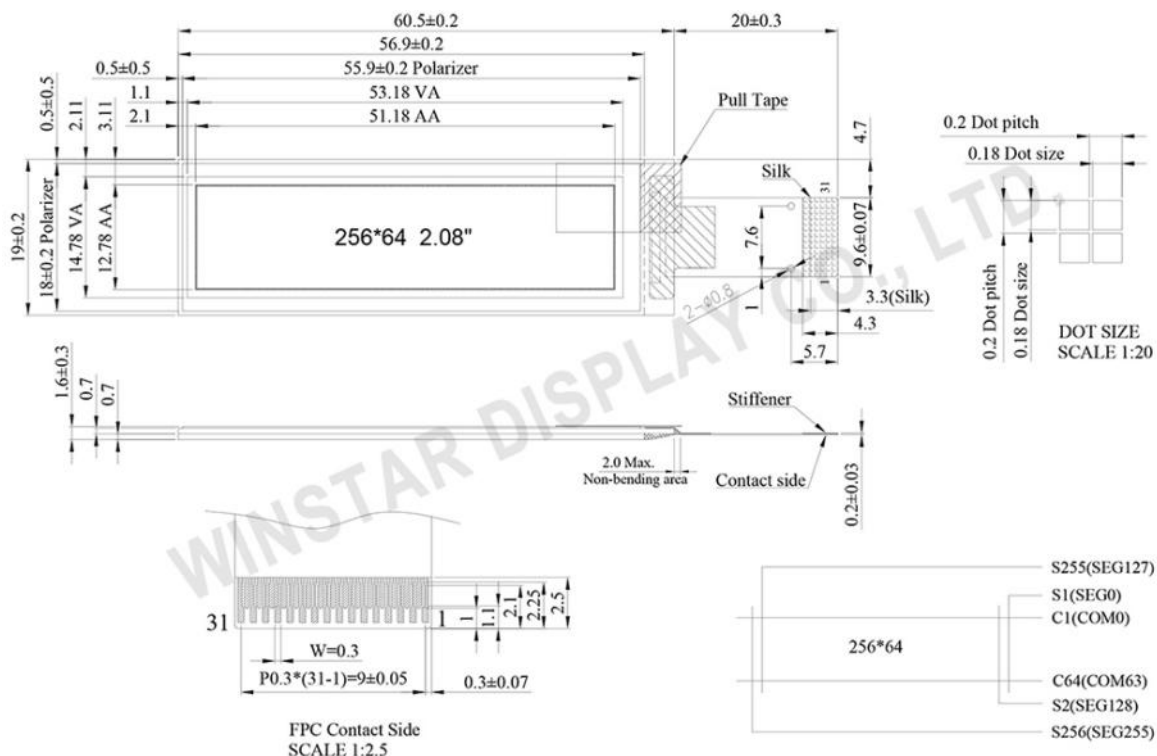 60.5±0.2
20±0.3
56.9±0.2
0.5±0.5
55.9±0.2 Polarizer
1.1
53.18 VA
2.1
51.18 AA
0.5±0.5
2.11
3.11
Pull Tape
4.7
0.2 Dot pitch
0.18 Dot size
Silk
31
19±0.2
18±0.2 Polarizer
14.78 VA
12.78 AA
256*64 2.08"
7.6
9.6±0.07
1
1
2-ø0.8
3.3(Silk)
4.3
5.7
0.2 Dot pitch
0.18 Dot size
DOT SIZE
SCALE 1:20
1.6±0.3
0.7
0.7
Stiffener
2.0 Max.
Non-bending area
Contact side
0.2±0.03
WINSTAR DISPLAY CO., LTD.
31
1
1
1.1
2.1
2.25
2.5
W=0.3
P0.3*(31-1)=9±0.05
0.3±0.07
FPC Contact Side
SCALE 1:2.5
S255(SEG127)
S1(SEG0)
C1(COM0)
256*64
C64(COM63)
S2(SEG128)
S256(SEG255)